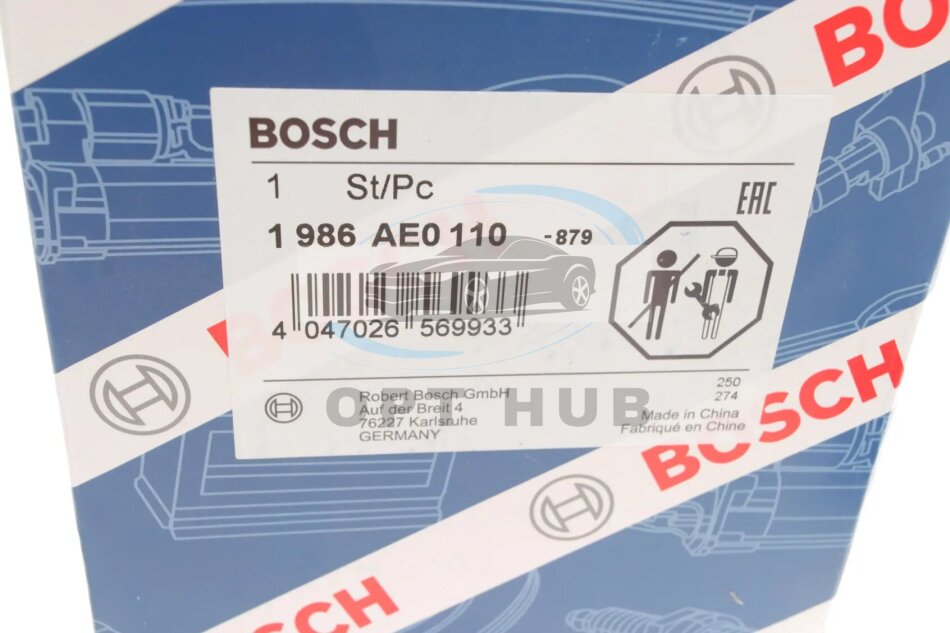 BOSCH
BOSCH
1 St/Pc
EAC
1 986 AE0 110 -879
4 047026 569933
Robert Bosch GmbH
Auf der Breit 4
76227 Karlsruhe
GERMANY
250
274
Made in China
Fabriqué en Chine
OPT HUB
BOSCH
BOSCH